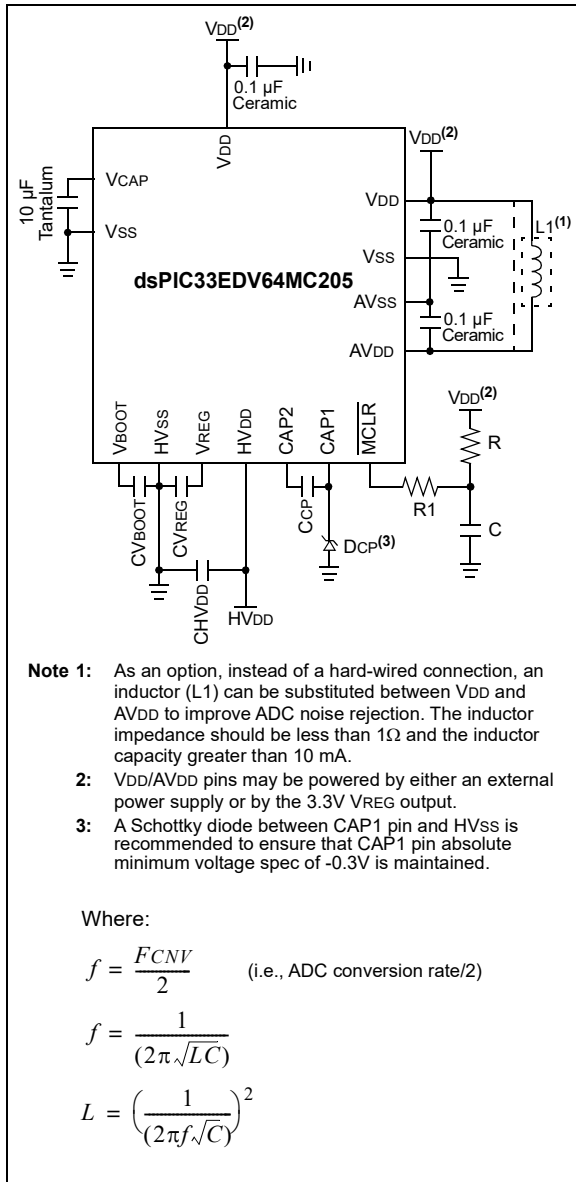 VDD(2)
0.1 µF
Ceramic
VDD
VDD(2)
10 µF
Tantalum
VCAP
VSS
VDD
0.1 µF
Ceramic
L1(1)
VSS
dsPIC33EDV64MC205
AVSS
0.1 µF
Ceramic
AVDD
VBOOT
HVSS
VREG
HVDD
CAP2
CAP1
MCLR
VDD(2)
R
R1
C
CVBOOT
CVREG
CCP
DCP(3)
CHVDD
HVDD
Note 1: As an option, instead of a hard-wired connection, an
inductor (L1) can be substituted between VDD and
AVDD to improve ADC noise rejection. The inductor
impedance should be less than 1Ω and the inductor
capacity greater than 10 mA.
2: VDD/AVDD pins may be powered by either an external
power supply or by the 3.3V VREG output.
3: A Schottky diode between CAP1 pin and HVSS is
recommended to ensure that CAP1 pin absolute
minimum voltage spec of -0.3V is maintained.
Where:
f = FCNV / 2 (i.e., ADC conversion rate/2)
f = 1 / (2π√LC)
L = (1 / (2πf√C))²